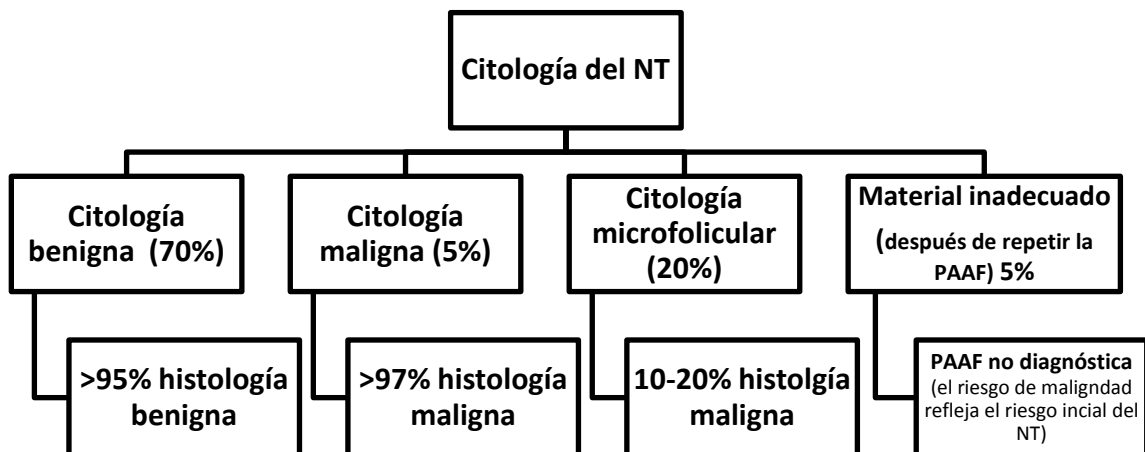 Citología del NT
Citología
benigna (70%)
Citología
maligna (5%)
Citología
microfolicular
(20%)
Material inadecuado
(después de repetir la
PAAF) 5%
>95% histología
benigna
>97% histología
maligna
10-20% histolgía
maligna
PAAF no diagnóstica
(el riesgo de maligndad
refleja el riesgo incial del
NT)